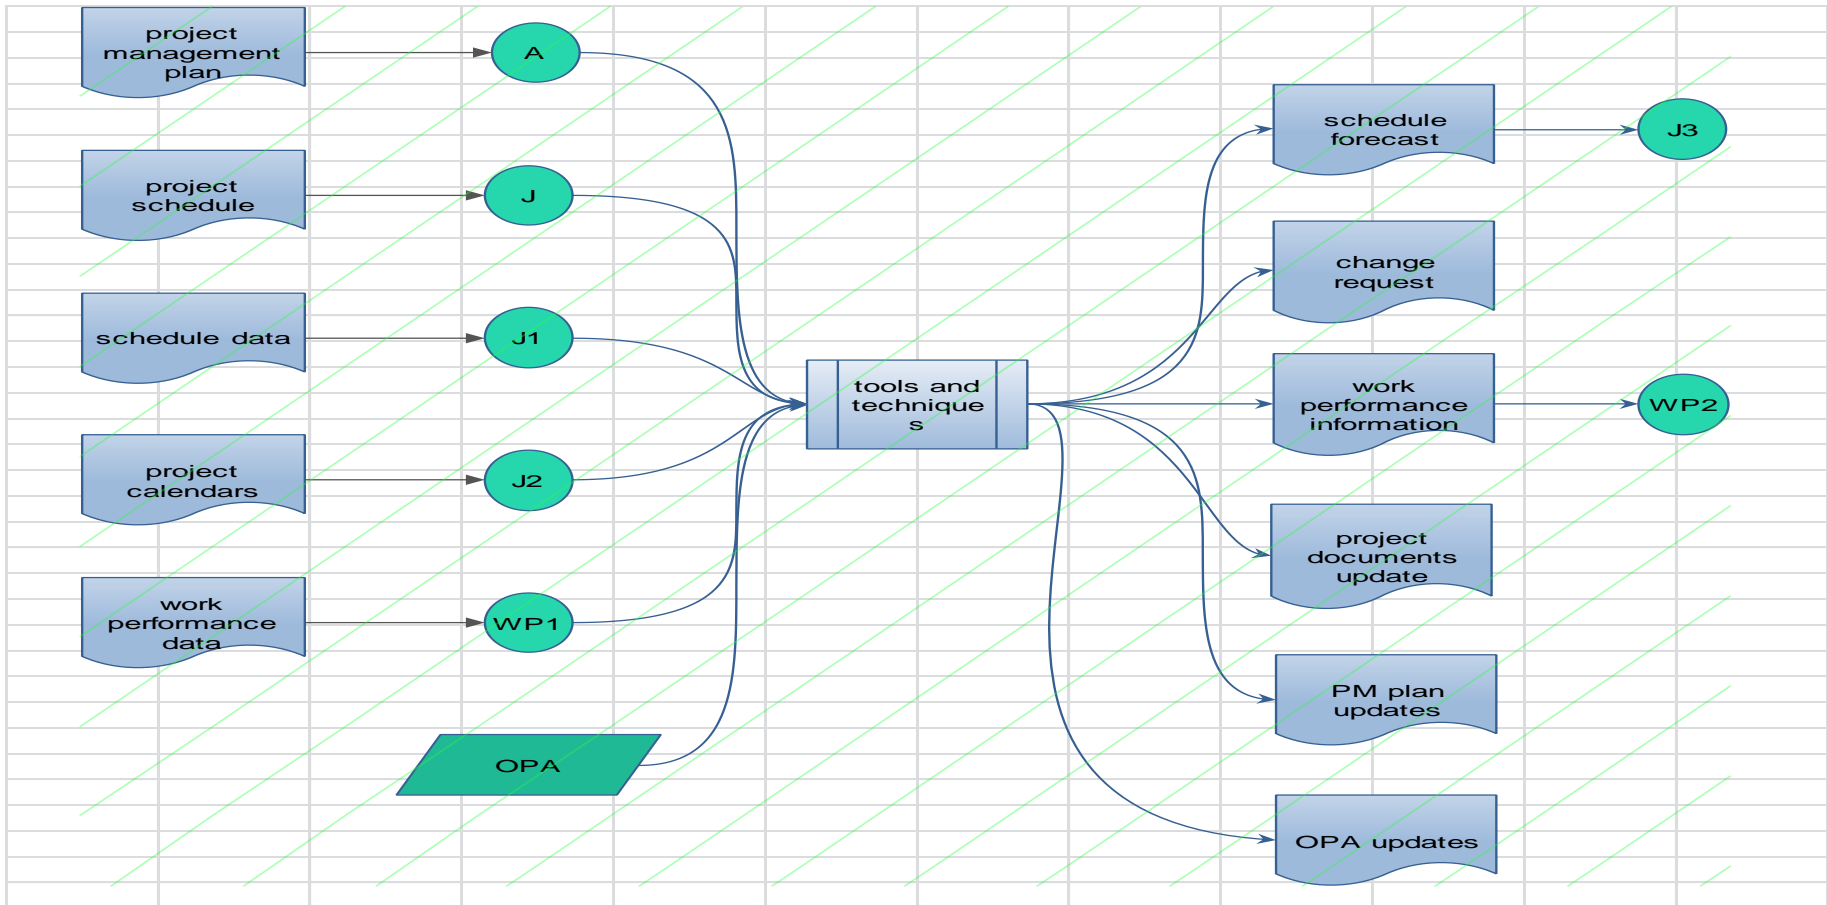 project
management
plan
A
project
schedule
J
schedule data
J1
project
calendars
J2
work
performance
data
WP1
OPA
tools and
technique
s
schedule
forecast
J3
change
request
work
performance
information
WP2
project
documents
update
PM plan
updates
OPA updates